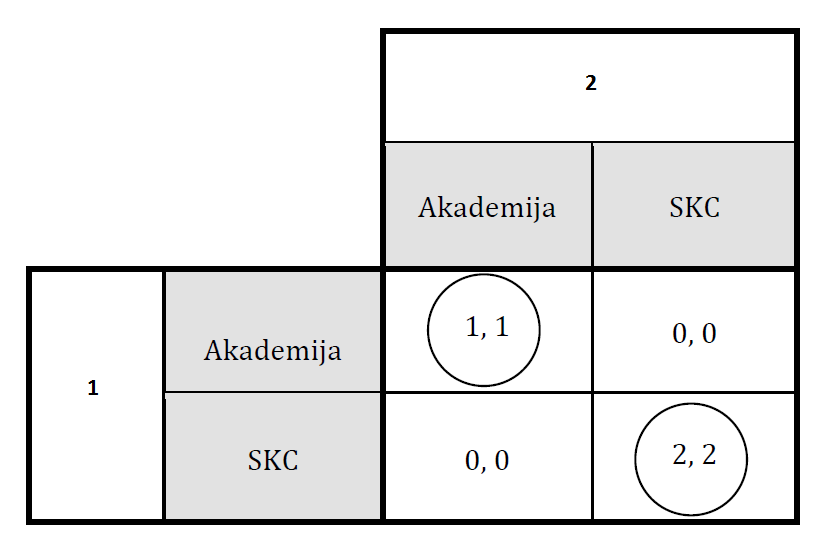 2
Akademija SKC
1 Akademija 1, 1 0, 0
SKC 0, 0 2, 2